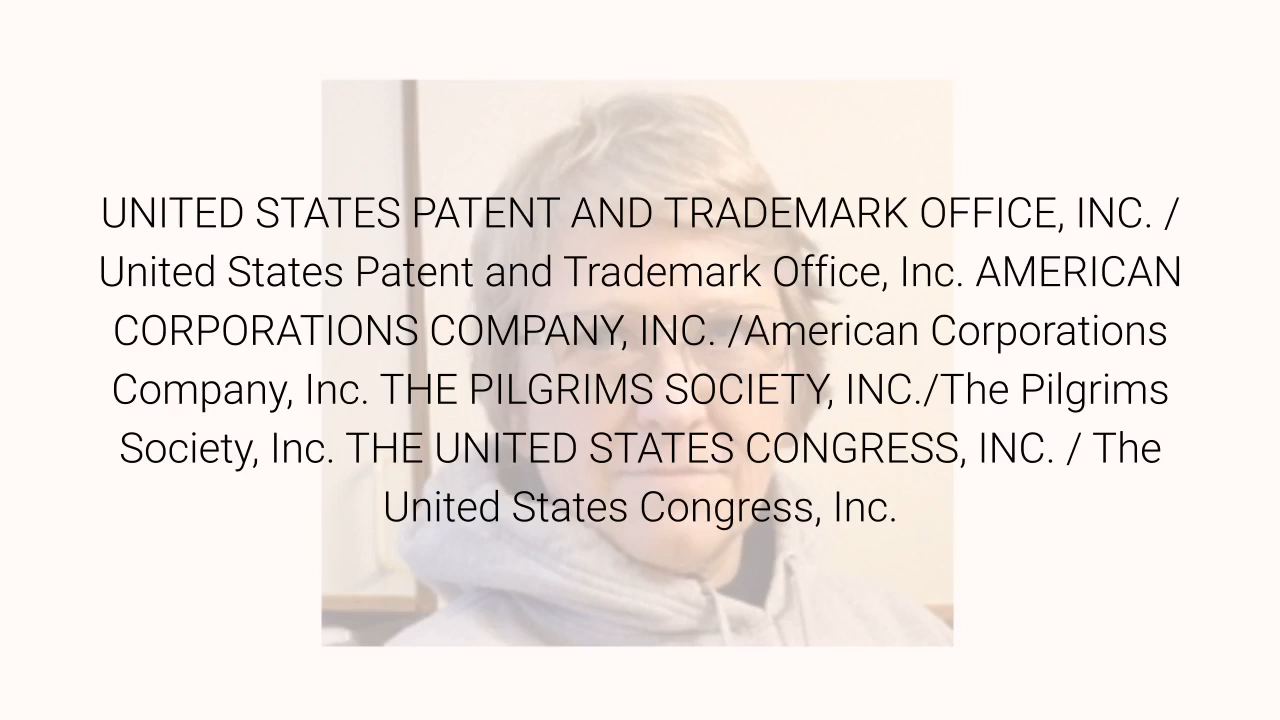 UNITED STATES PATENT AND TRADEMARK OFFICE, INC. /
United States Patent and Trademark Office, Inc. AMERICAN
CORPORATIONS COMPANY, INC. /American Corporations
Company, Inc. THE PILGRIMS SOCIETY, INC./The Pilgrims
Society, Inc. THE UNITED STATES CONGRESS, INC. / The
United States Congress, Inc.